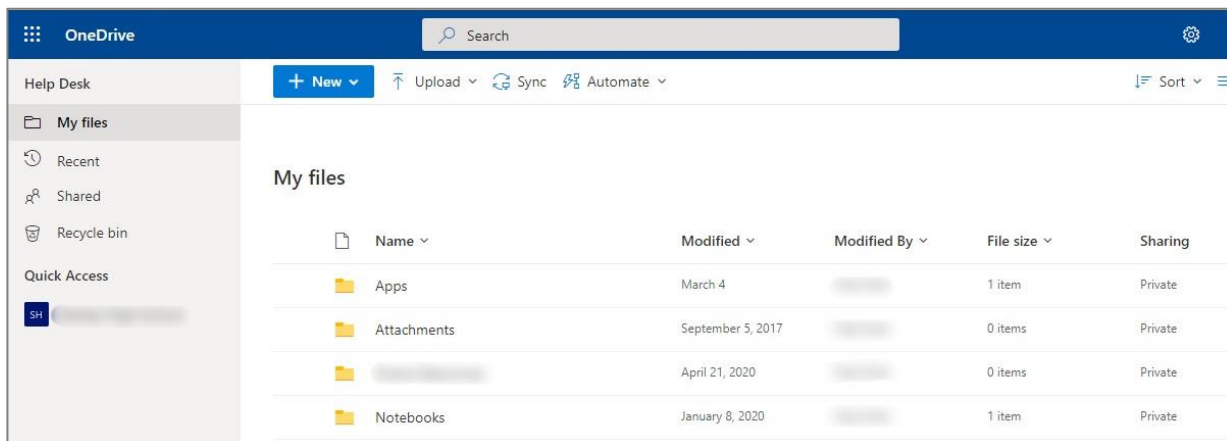 OneDrive Search
Help Desk
My files
Recent
Shared
Recycle bin
Quick Access
SH
New Upload Sync Automate Sort
My files
Name Modified Modified By File size Sharing
Apps March 4 1 item Private
Attachments September 5, 2017 0 items Private
April 21, 2020 0 items Private
Notebooks January 8, 2020 1 item Private